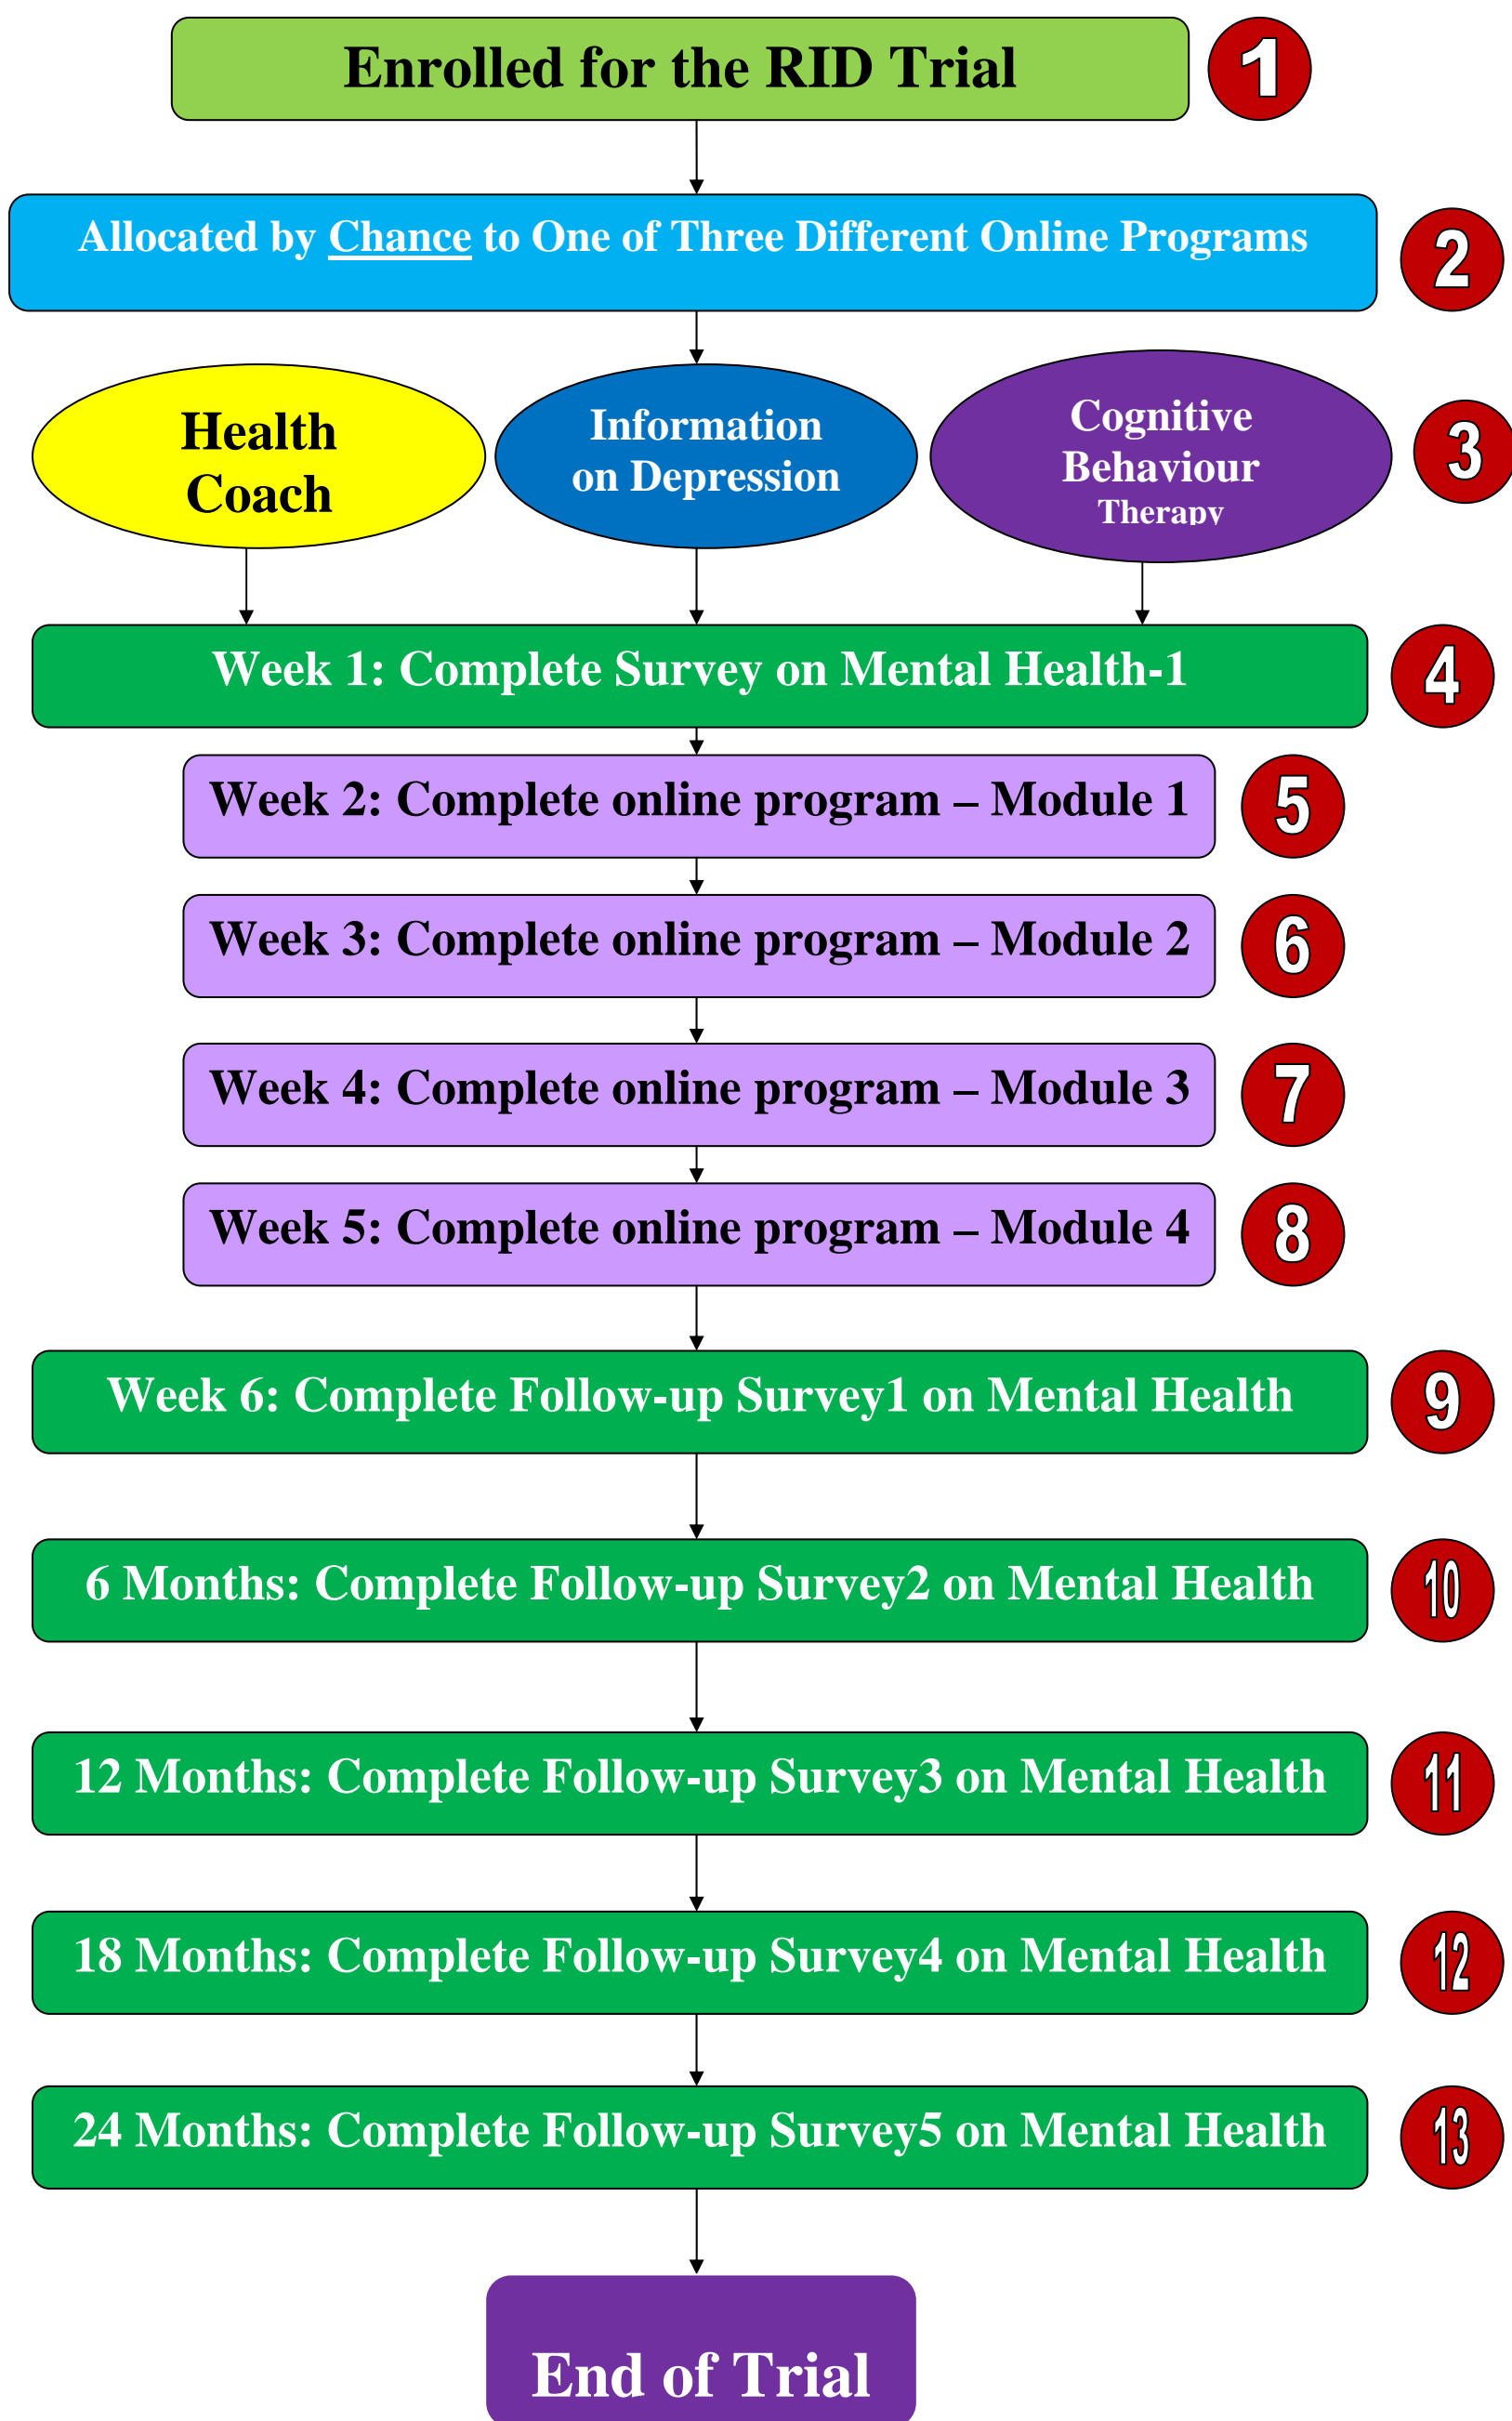 Enrolled for the RID Trial
1
Allocated by Chance to One of Three Different Online Programs
2
Health
Coach
Information
on Depression
Cognitive
Behaviour
Therapy
3
Week 1: Complete Survey on Mental Health-1
4
Week 2: Complete online program – Module 1
5
Week 3: Complete online program – Module 2
6
Week 4: Complete online program – Module 3
7
Week 5: Complete online program – Module 4
8
Week 6: Complete Follow-up Survey1 on Mental Health
9
6 Months: Complete Follow-up Survey2 on Mental Health
10
12 Months: Complete Follow-up Survey3 on Mental Health
11
18 Months: Complete Follow-up Survey4 on Mental Health
12
24 Months: Complete Follow-up Survey5 on Mental Health
13
End of Trial